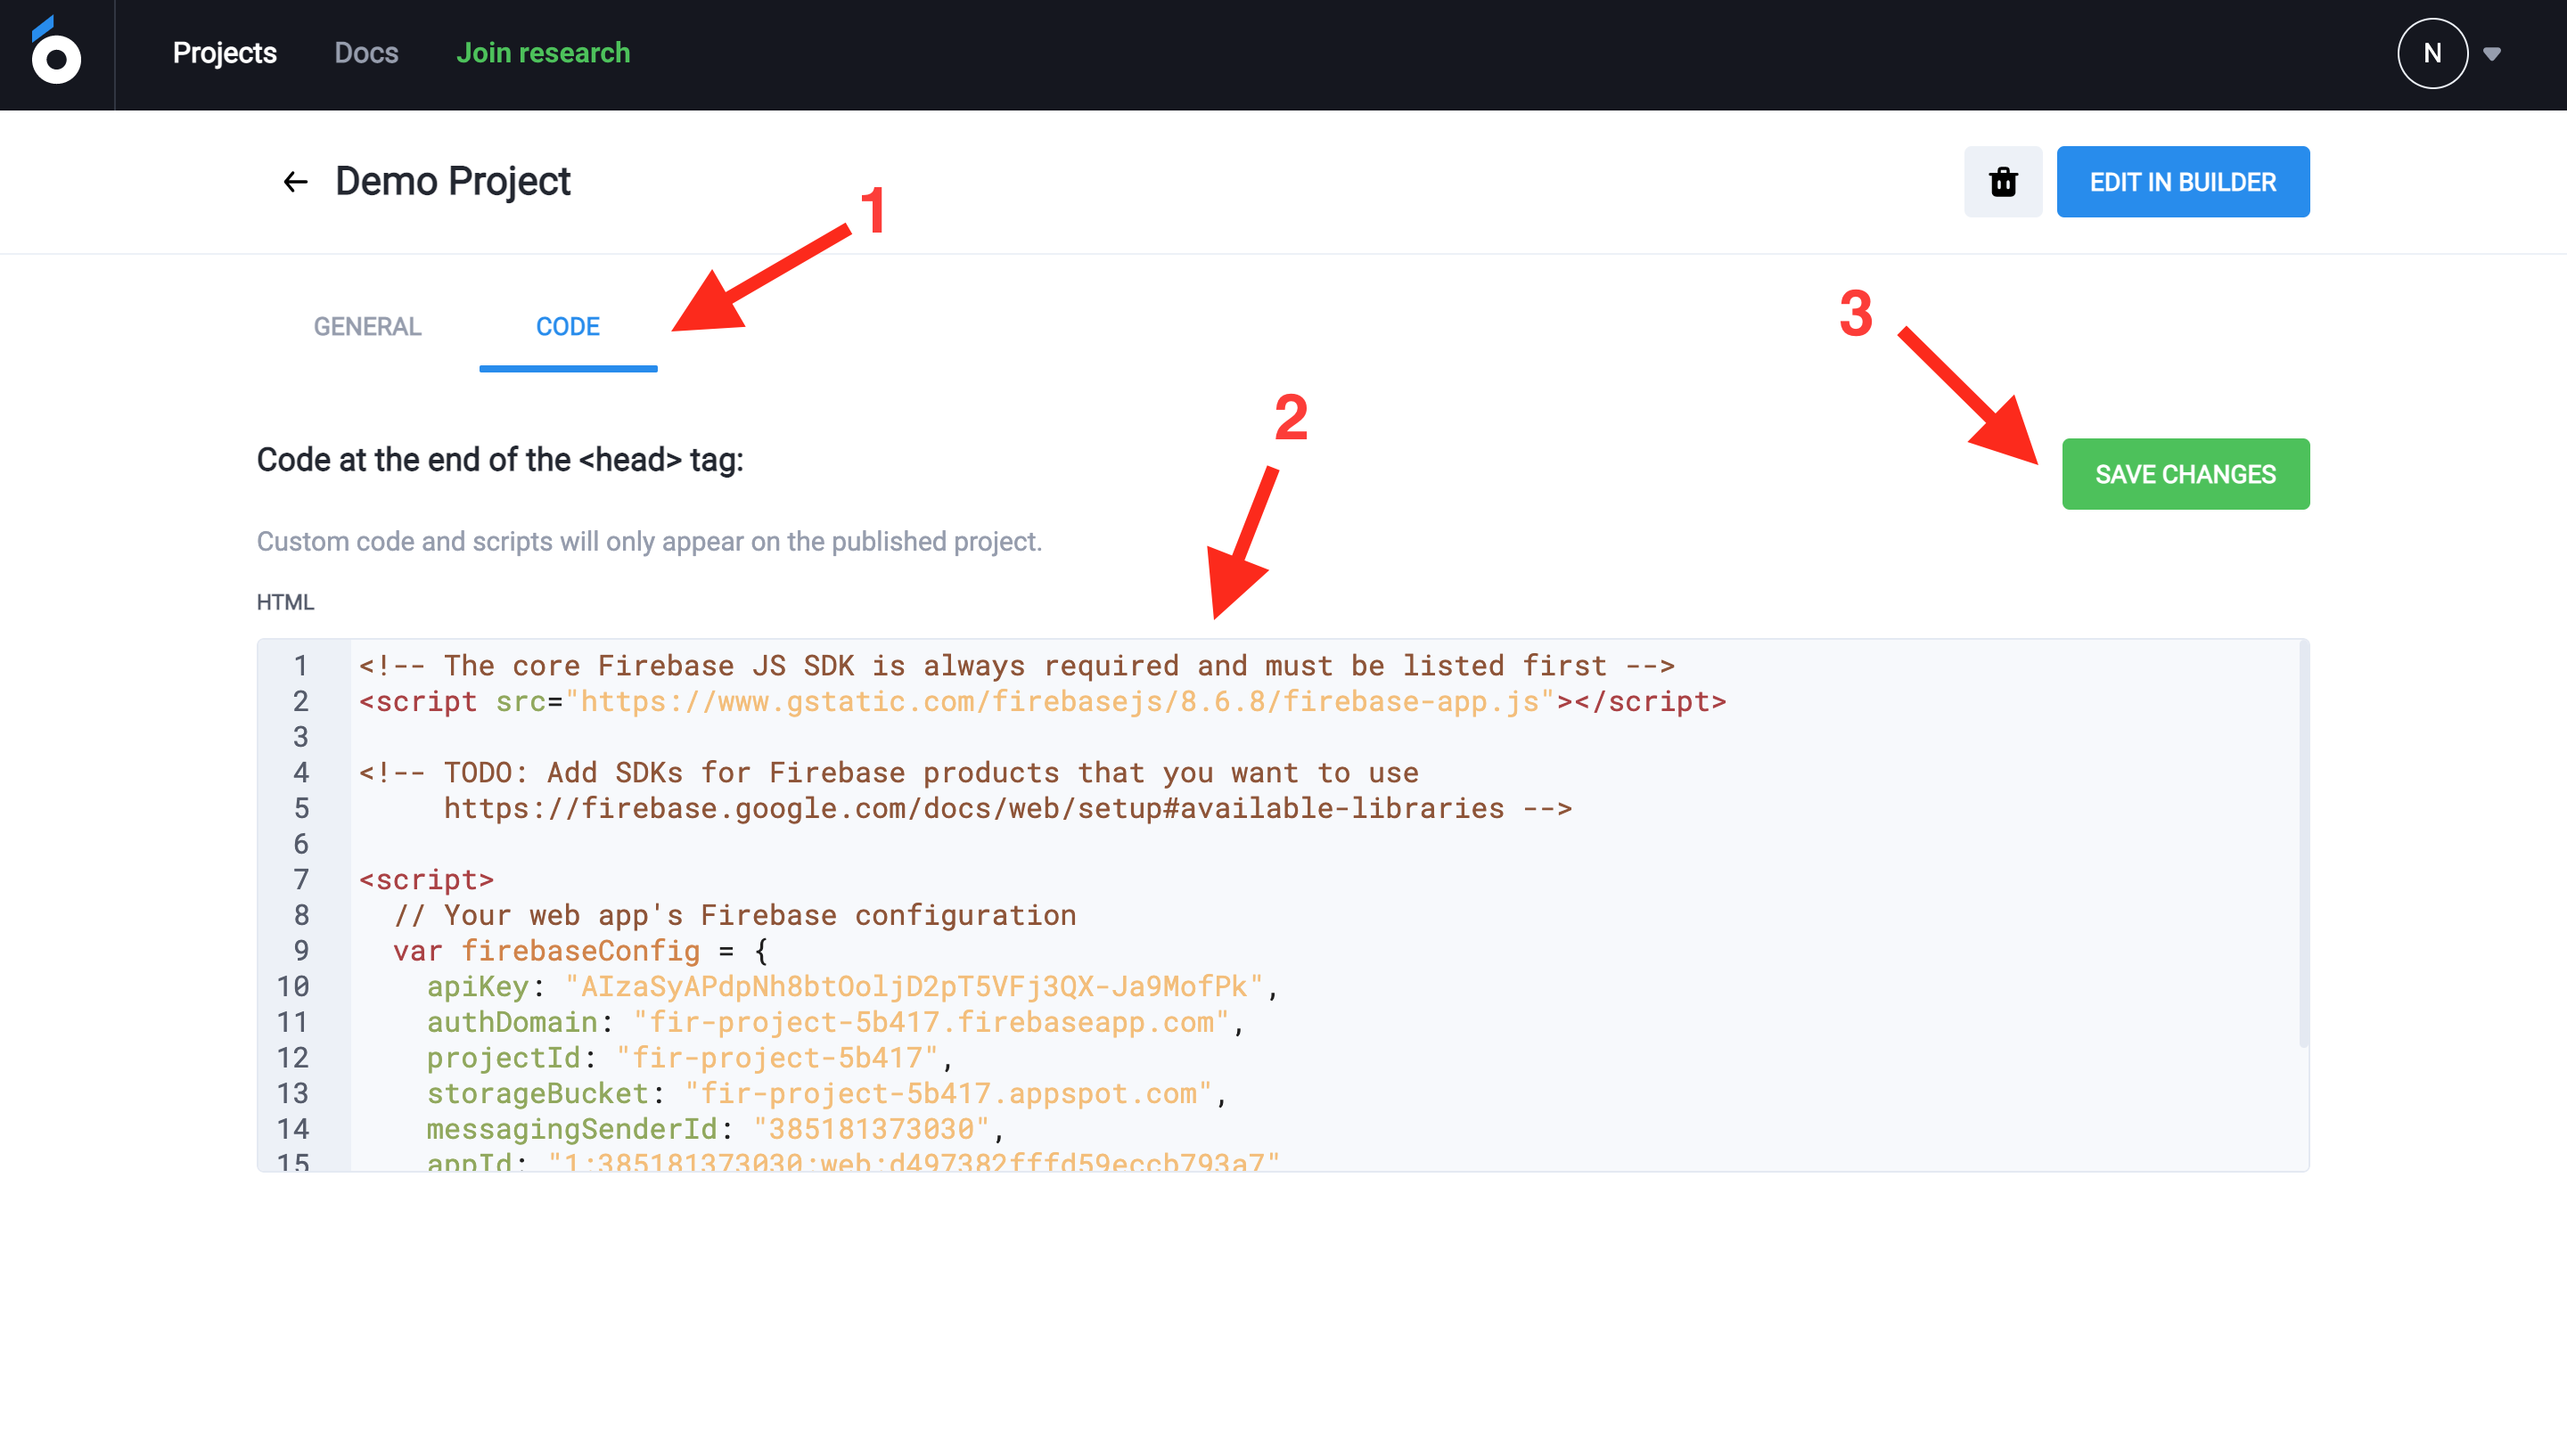 Projects Docs Join research N
Demo Project
EDIT IN BUILDER
1
GENERAL CODE
3
2
Code at the end of the <head> tag:
SAVE CHANGES
Custom code and scripts will only appear on the published project.
HTML
1 <!-- The core Firebase JS SDK is always required and must be listed first -->
2 <script src="https://www.gstatic.com/firebasejs/8.6.8/firebase-app.js"></script>
3
4 <!-- TODO: Add SDKs for Firebase products that you want to use
5 https://firebase.google.com/docs/web/setup#available-libraries -->
6
7 <script>
8 // Your web app's Firebase configuration
9 var firebaseConfig = {
10 apiKey: "AIzaSyAPdpNh8btOoljD2pT5VFj3QX-Ja9MofPk",
11 authDomain: "fir-project-5b417.firebaseapp.com",
12 projectId: "fir-project-5b417",
13 storageBucket: "fir-project-5b417.appspot.com",
14 messagingSenderId: "385181373030",
15 appId: "1:385181373030:web:d497382fffd59eccb793a7"